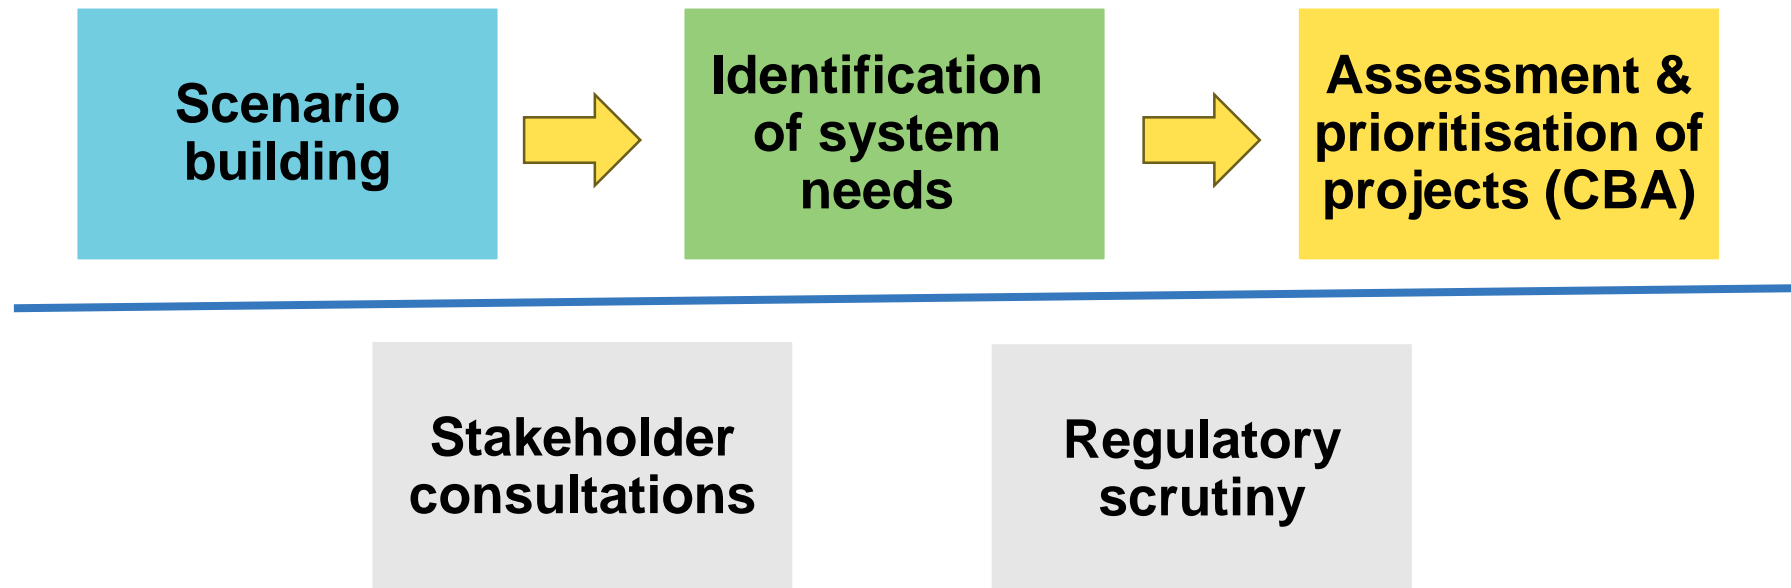 Scenario
building
Identification
of system
needs
Assessment &
prioritisation of
projects (CBA)
Stakeholder
consultations
Regulatory
scrutiny